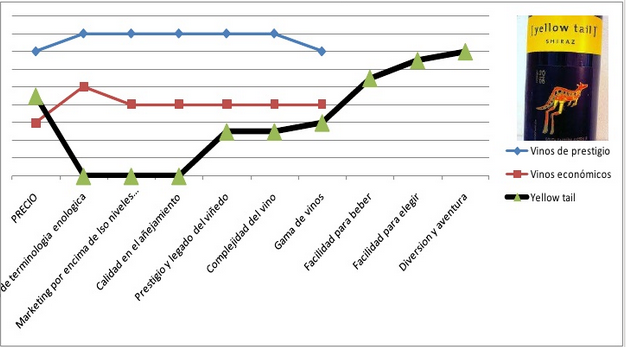 [yellow tail]
SHIRAZ
Vinos de prestigio
Vinos económicos
Yellow tail
PRECIO
de terminologia enologica
Marketing por encima de lso niveles...
Calidad en el añejamiento
Prestigio y legado del viñedo
Complejidad del vino
Gama de vinos
Facilidad para beber
Facilidad para elegir
Diversion y aventura